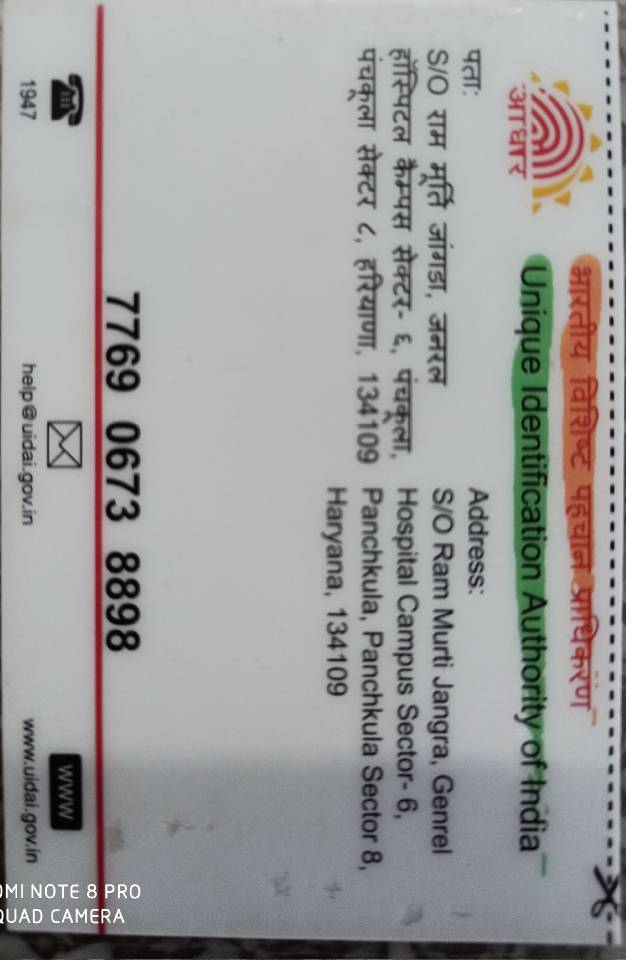 भारतीय विशिष्ट पहचान प्राधिकरण
Unique Identification Authority of India
आधार
पता:
S/O राम मूर्ति जांगडा, जनरल
हॉस्पिटल कैम्पस सेक्टर- ६, पंचकूला,
पंचकूला सेक्टर ८, हरियाणा, 134109
Address:
S/O Ram Murti Jangra, Genrel
Hospital Campus Sector- 6,
Panchkula, Panchkula Sector 8,
Haryana, 134109
7769 0673 8898
1947
help@uidai.gov.in
www
www.uidai.gov.in
OMI NOTE 8 PRO
QUAD CAMERA